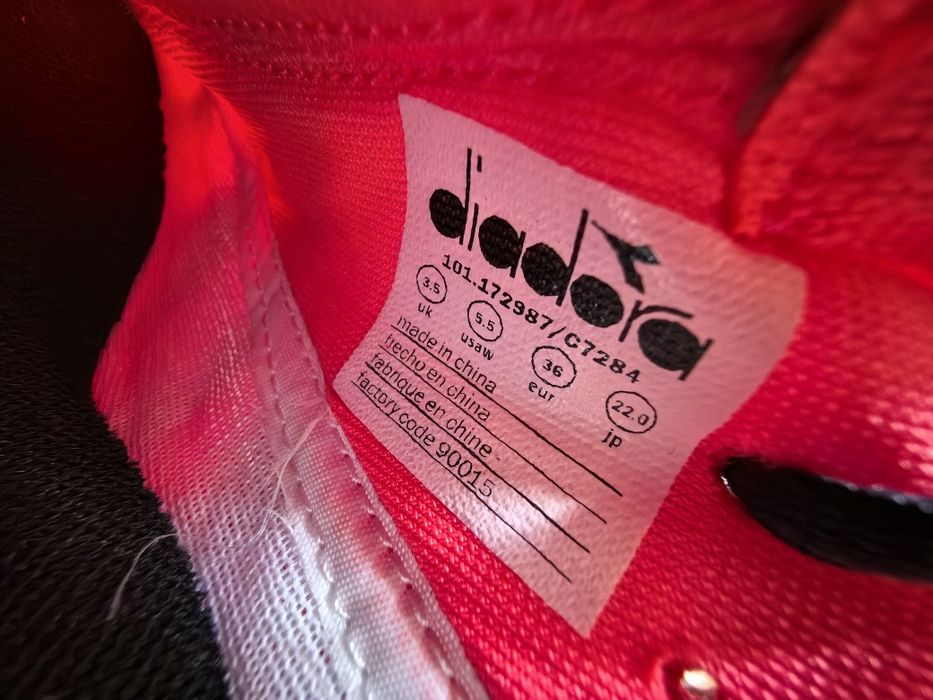 diadora
101.172987/C7284
3.5 5.5 36 22.0
uk usaw eur jp
made in china
hecho en china
fabrique en chine
factory code 90015